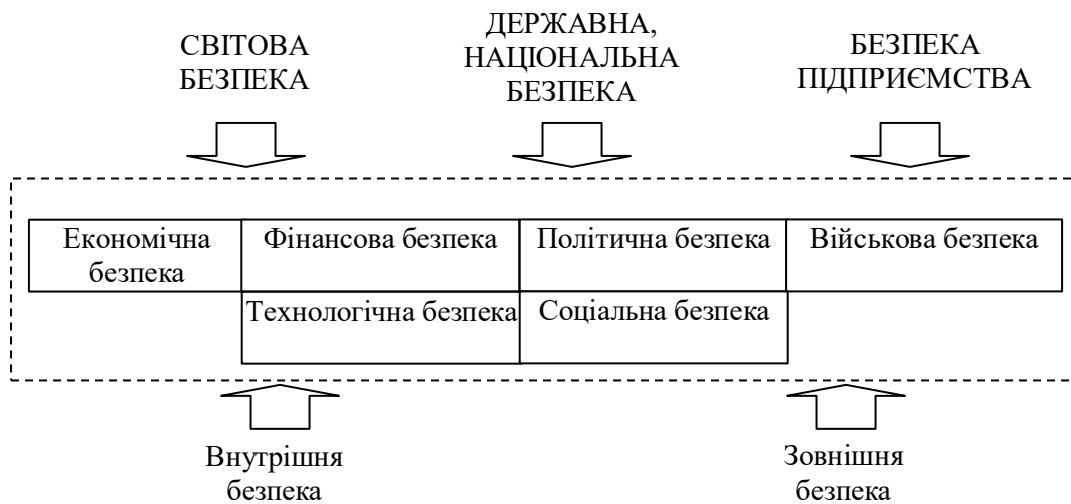 СВІТОВА
БЕЗПЕКА
ДЕРЖАВНА,
НАЦІОНАЛЬНА
БЕЗПЕКА
БЕЗПЕКА
ПІДПРИЄМСТВА
Економічна
безпека
Фінансова безпека
Політична безпека
Військова безпека
Технологічна безпека
Соціальна безпека
Внутрішня
безпека
Зовнішня
безпека